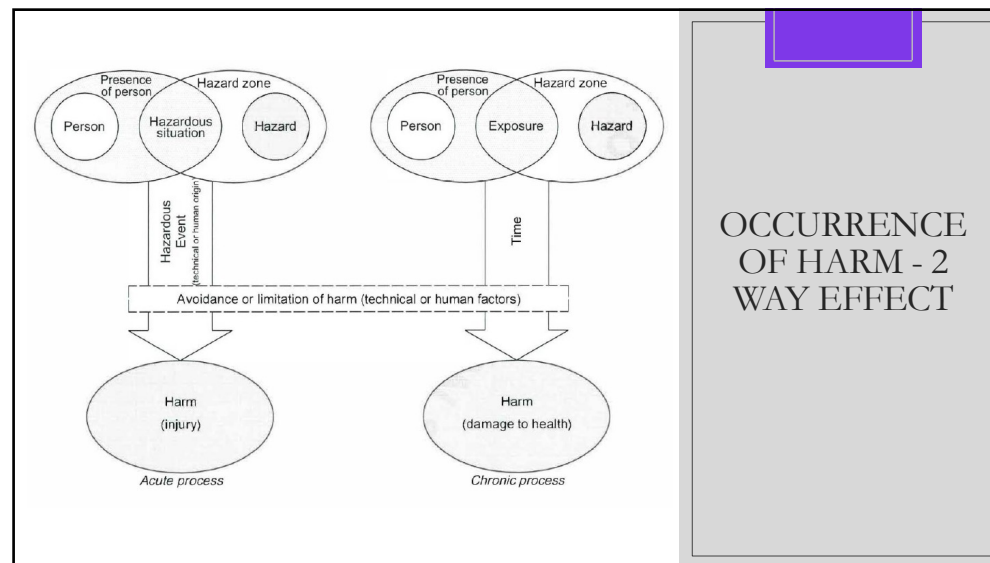 Presence
of person
Hazard zone
Person
Hazardous
situation
Hazard
Hazardous
Event
(technical or human origin)
Harm
(injury)
Acute process
Presence
of person
Hazard zone
Person
Exposure
Hazard
Time
Avoidance or limitation of harm (technical or human factors)
Harm
(damage to health)
Chronic process
OCCURRENCE
OF HARM - 2
WAY EFFECT